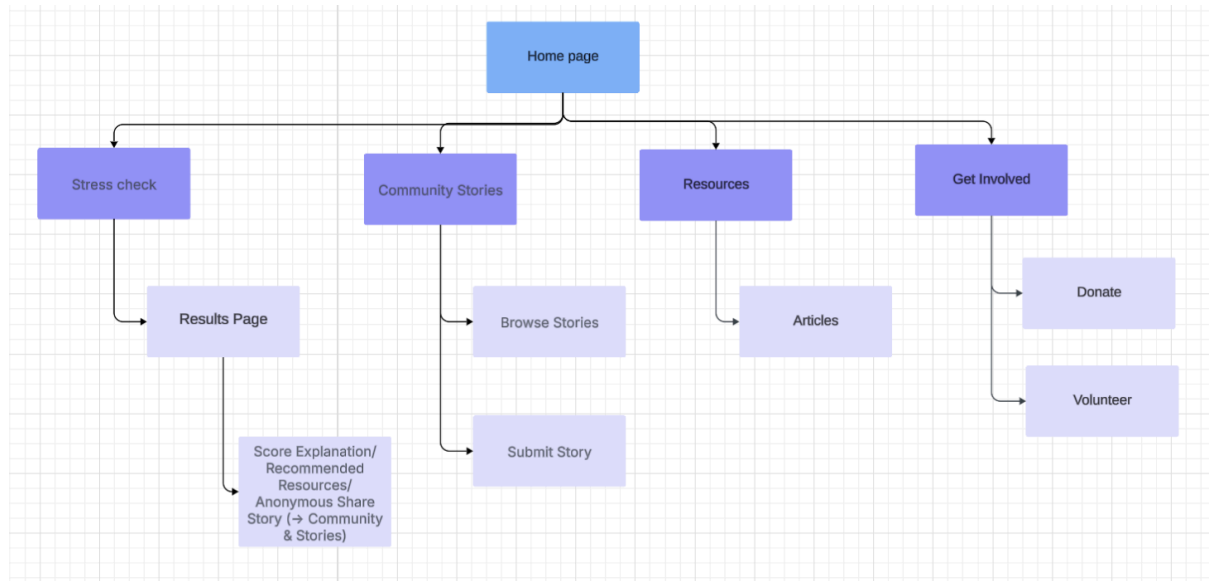 Home page
Stress check
Community Stories
Resources
Get Involved
Results Page
Browse Stories
Articles
Donate
Volunteer
Score Explanation/
Recommended
Resources/
Anonymous Share
Story (→ Community
& Stories)
Submit Story